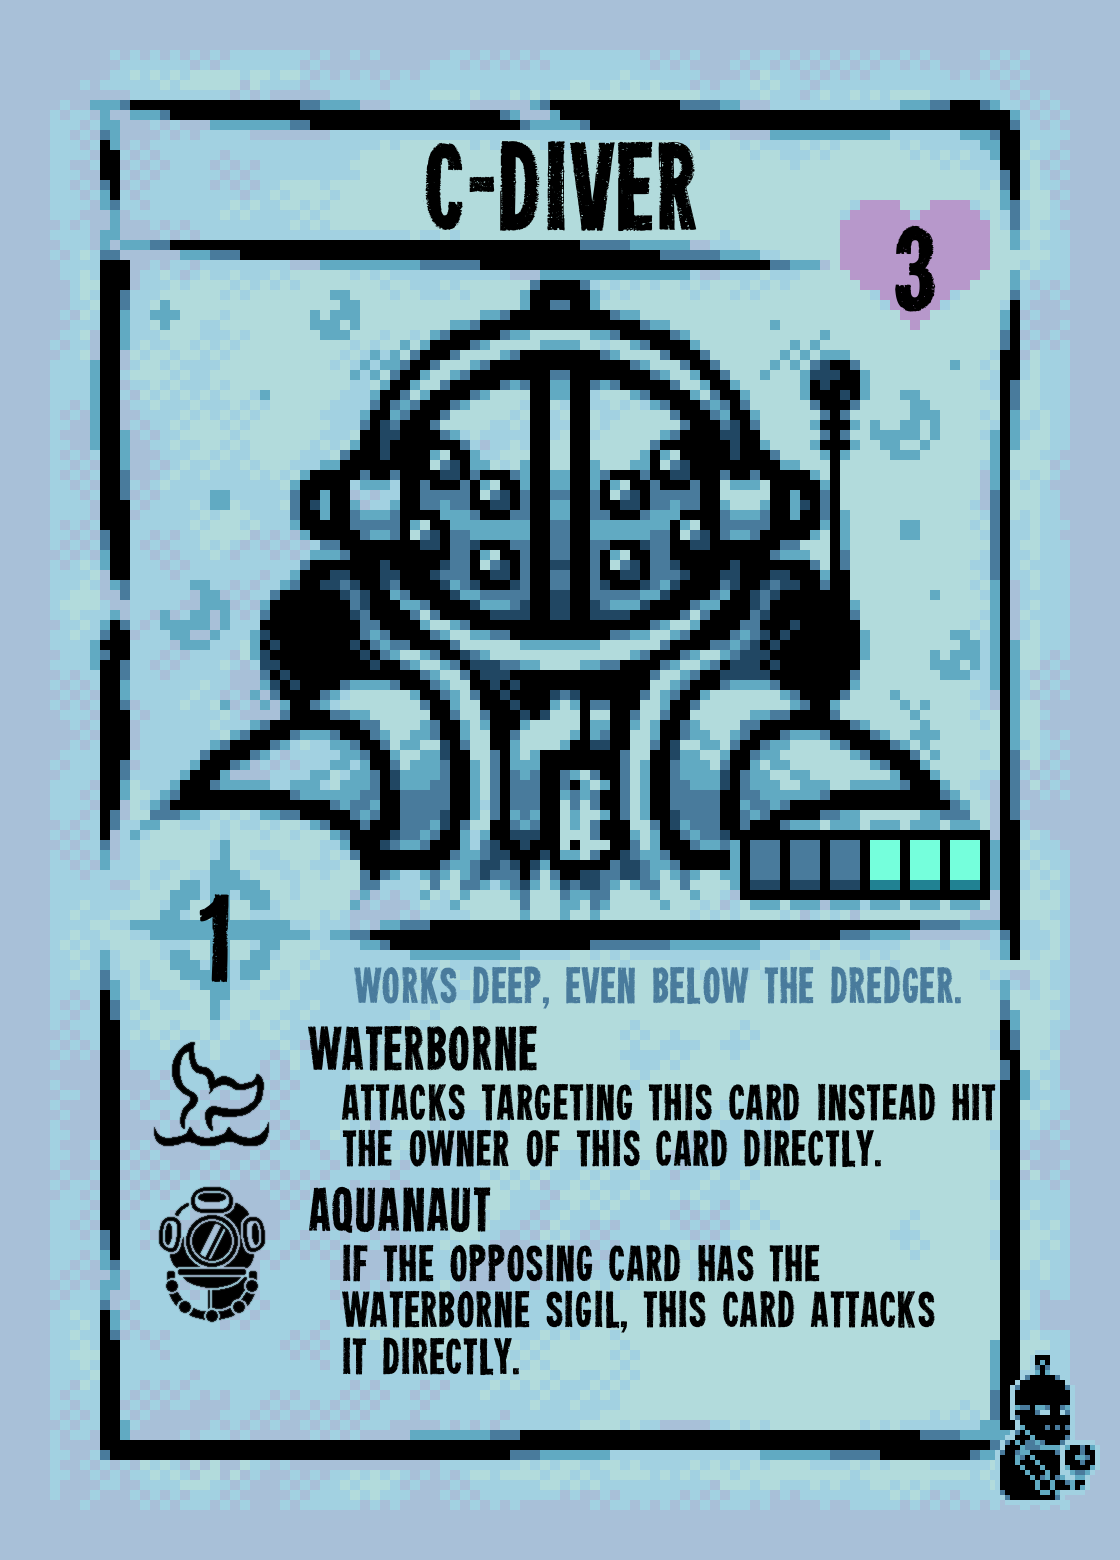 C-DIVER
3
1
WORKS DEEP, EVEN BELOW THE DREDGER.
WATERBORNE
ATTACKS TARGETING THIS CARD INSTEAD HIT
THE OWNER OF THIS CARD DIRECTLY.
AQUANAUT
IF THE OPPOSING CARD HAS THE
WATERBORNE SIGIL, THIS CARD ATTACKS
IT DIRECTLY.